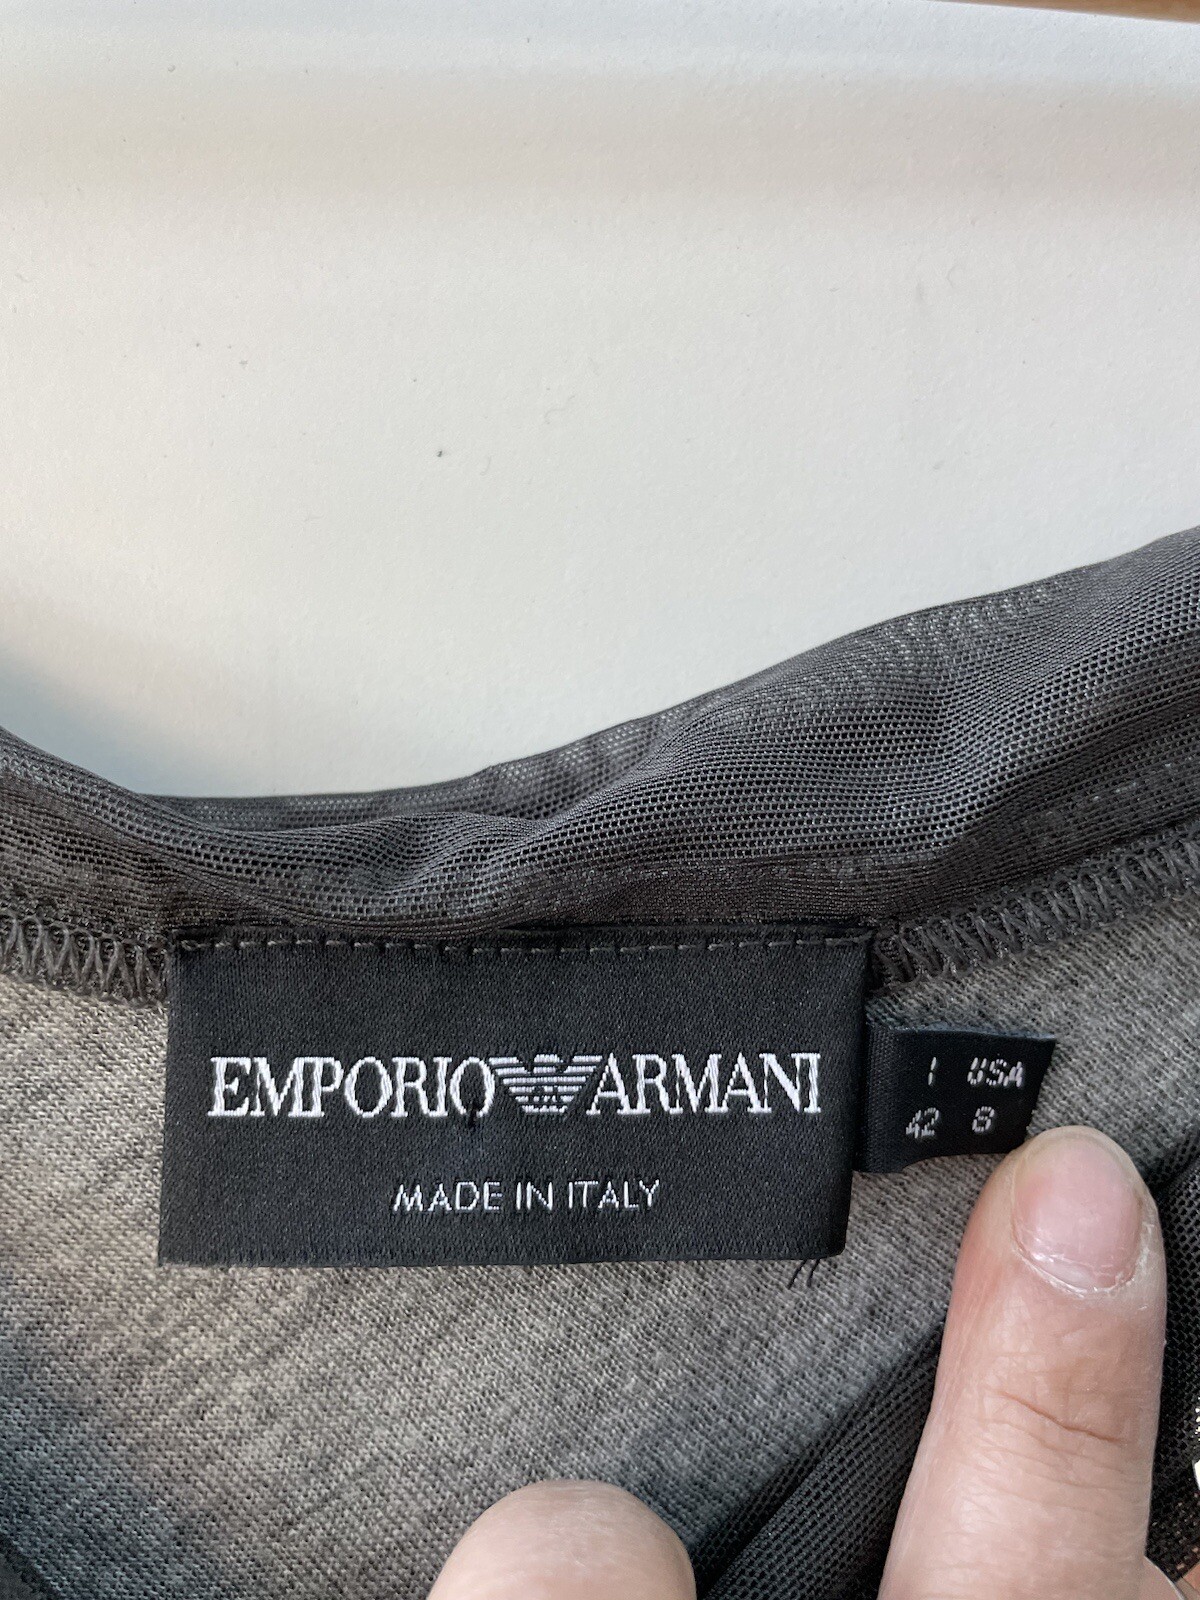 EMPORIO ARMANI
MADE IN ITALY
I USA
42 8